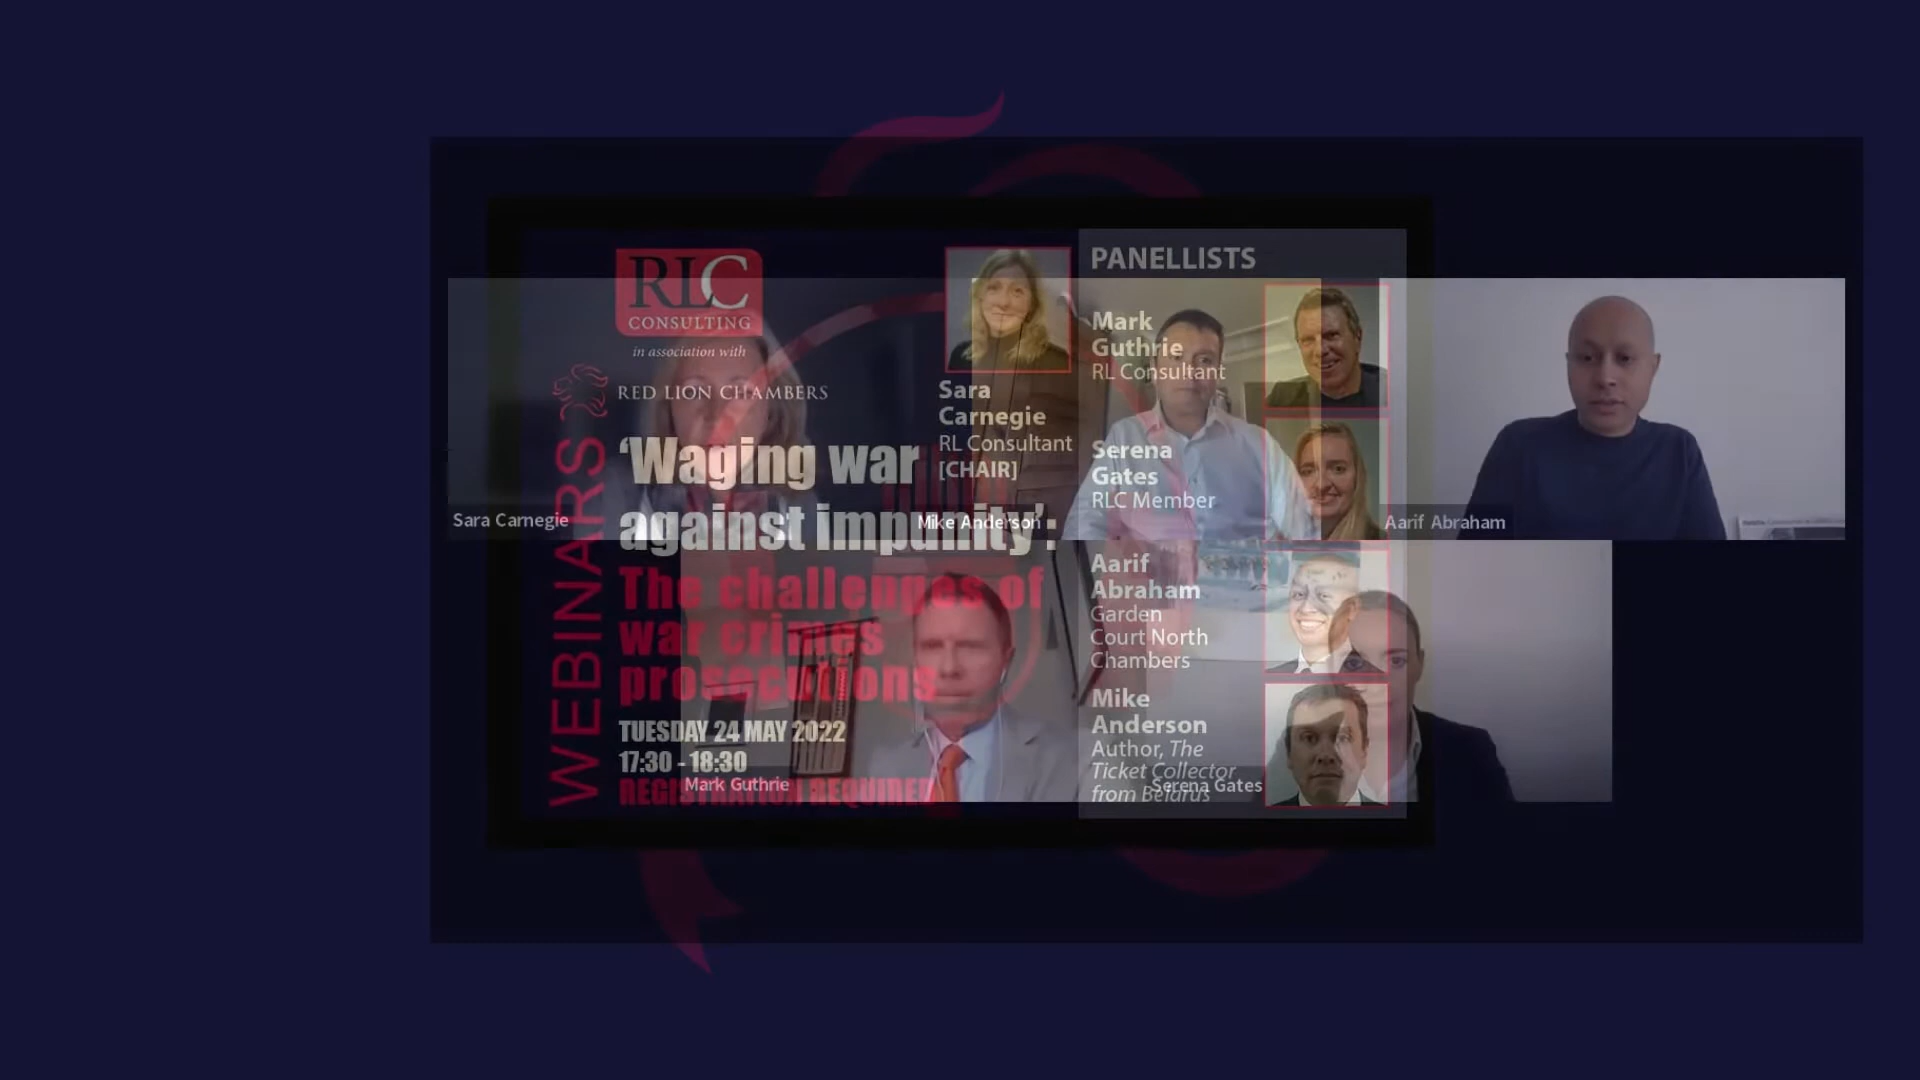 RLC
CONSULTING
in association with
RED LION CHAMBERS
WEBINARS
'Waging war
against impunity':
The challenges of
war crimes
prosecutions
TUESDAY 24 MAY 2022
17:30 - 18:30
REGISTRATION REQUIRED
Sara
Carnegie
RL Consultant
[CHAIR]
PANELLISTS
Mark
Guthrie
RL Consultant
Serena
Gates
RLC Member
Aarif
Abraham
Garden
Court North
Chambers
Mike
Anderson
Author, The
Ticket Collector
from Belarus
Sara Carnegie
Mike Anderson
Aarif Abraham
Mark Guthrie
Serena Gates